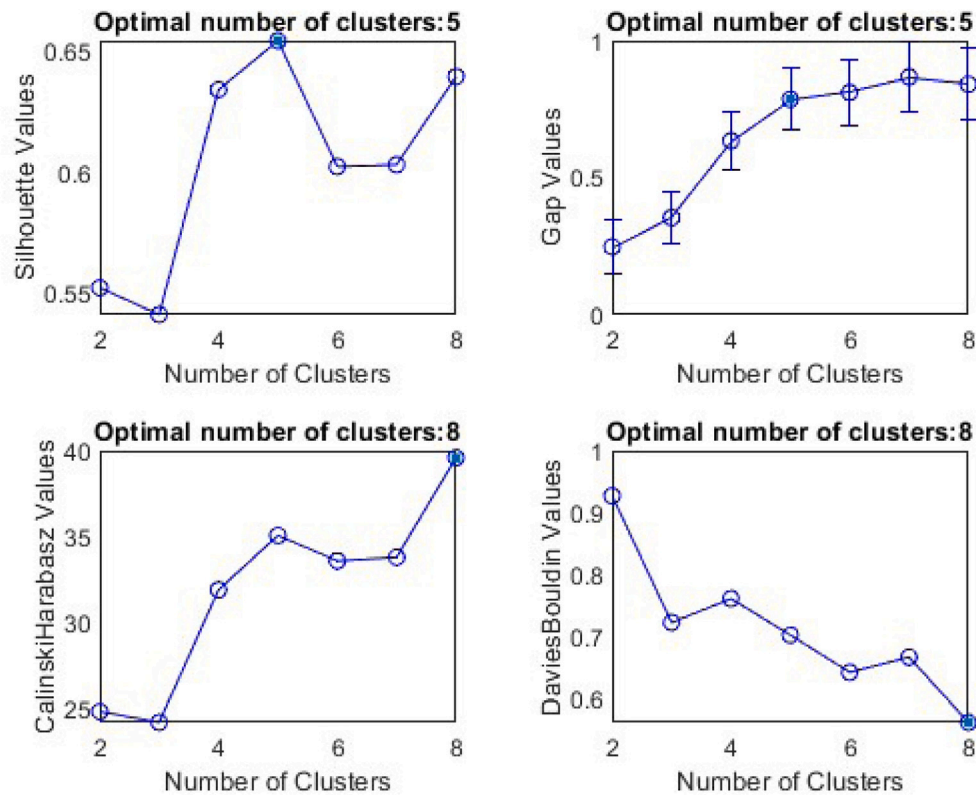 Optimal number of clusters:5
0.65
0.6
0.55
Silhouette Values
2 4 6 8
Number of Clusters
Optimal number of clusters:5
1
0.5
0
Gap Values
2 4 6 8
Number of Clusters
Optimal number of clusters:8
40
35
30
25
CalinskiHarabasz Values
2 4 6 8
Number of Clusters
Optimal number of clusters:8
1
0.9
0.8
0.7
0.6
DaviesBouldin Values
2 4 6 8
Number of Clusters